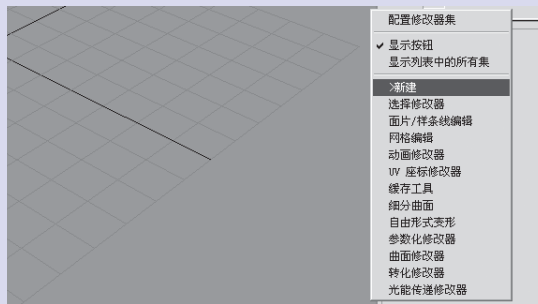 配置修改器集
显示按钮
显示列表中的所有集
>新建
选择修改器
面片/样条线编辑
网格编辑
动画修改器
UV 座标修改器
缓存工具
细分曲面
自由形式变形
参数化修改器
曲面修改器
转化修改器
光能传递修改器